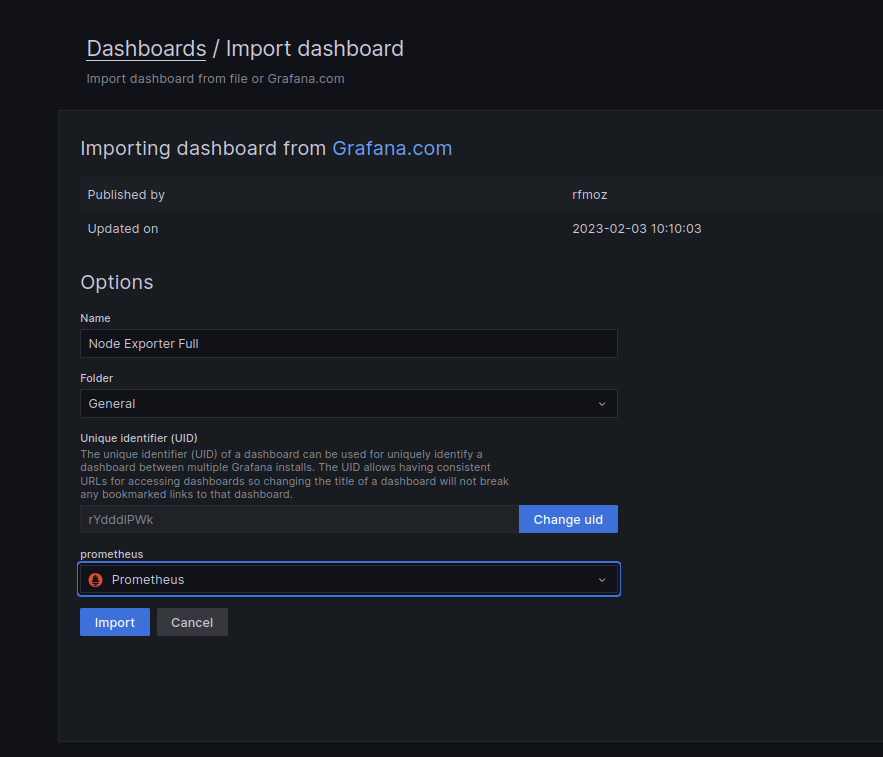 Dashboards / Import dashboard
Import dashboard from file or Grafana.com
Importing dashboard from Grafana.com
Published by rfmoz
Updated on 2023-02-03 10:10:03
Options
Name
Node Exporter Full
Folder
General
Unique identifier (UID)
The unique identifier (UID) of a dashboard can be used for uniquely identify a
dashboard between multiple Grafana installs. The UID allows having consistent
URLs for accessing dashboards so changing the title of a dashboard will not break
any bookmarked links to that dashboard.
rYdddlPWk Change uid
prometheus
Prometheus
Import Cancel